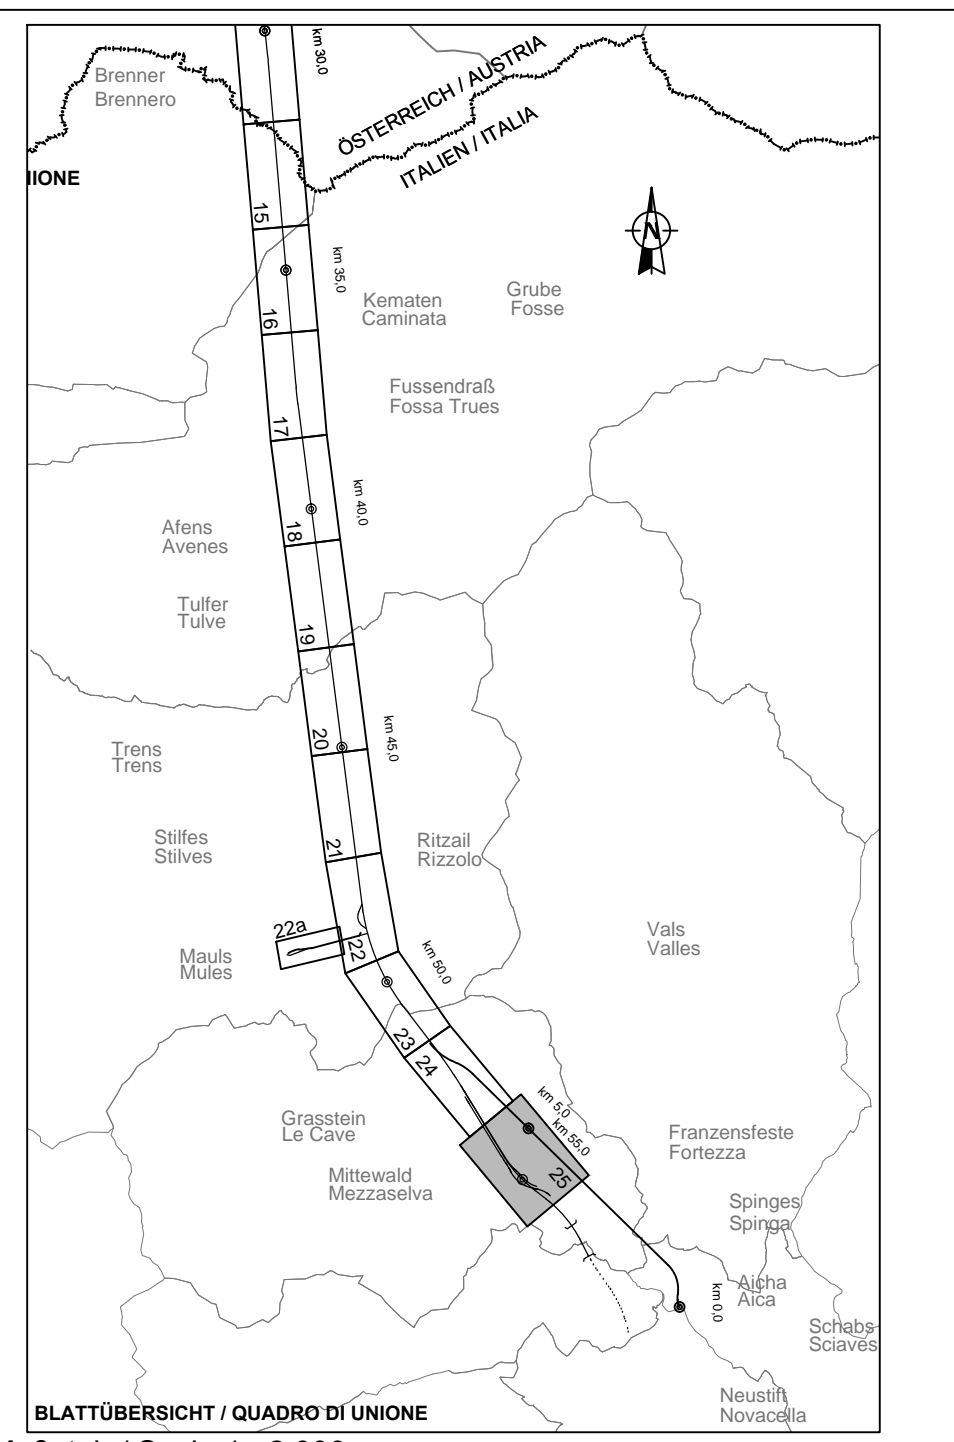 km 30,0
Brenner
Brennero
ÖSTERREICH / AUSTRIA
ITALIEN / ITALIA
IONE
15
N
km 35,0
Grube
Fosse
Kematen
Caminata
16
Fussendraß
Fossa Trues
17
km 40,0
18
Afens
Avenes
Tulfer
Tulve
19
20
km 45,0
Trens
Trens
Stilfes
Stilves
21
Ritzail
Rizzolo
22a
22
Vals
Valles
Mauls
Mules
km 50,0
23
24
km 5,0
km 55,0
25
Grasstein
Le Cave
Franzensfeste
Fortezza
Mittewald
Mezzaselva
Spinges
Spinga
Aicha
Aica
km 0,0
Schabs
Sciaves
Neustift
Novacella
BLATTÜBERSICHT / QUADRO DI UNIONE